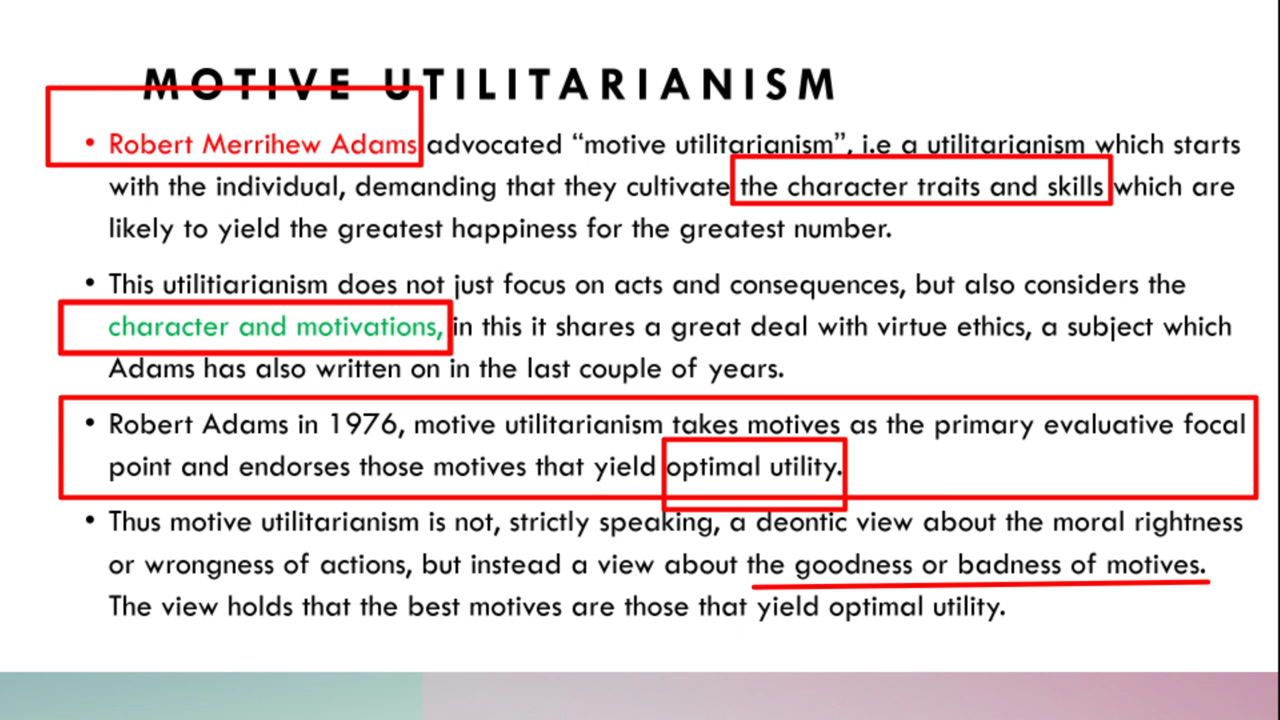 MOTIVE UTILITARIANISM
• Robert Merrihew Adams advocated “motive utilitarianism”, i.e a utilitarianism which starts
with the individual, demanding that they cultivate the character traits and skills which are
likely to yield the greatest happiness for the greatest number.
• This utilitiarianism does not just focus on acts and consequences, but also considers the
character and motivations, in this it shares a great deal with virtue ethics, a subject which
Adams has also written on in the last couple of years.
• Robert Adams in 1976, motive utilitarianism takes motives as the primary evaluative focal
point and endorses those motives that yield optimal utility.
• Thus motive utilitarianism is not, strictly speaking, a deontic view about the moral rightness
or wrongness of actions, but instead a view about the goodness or badness of motives.
The view holds that the best motives are those that yield optimal utility.